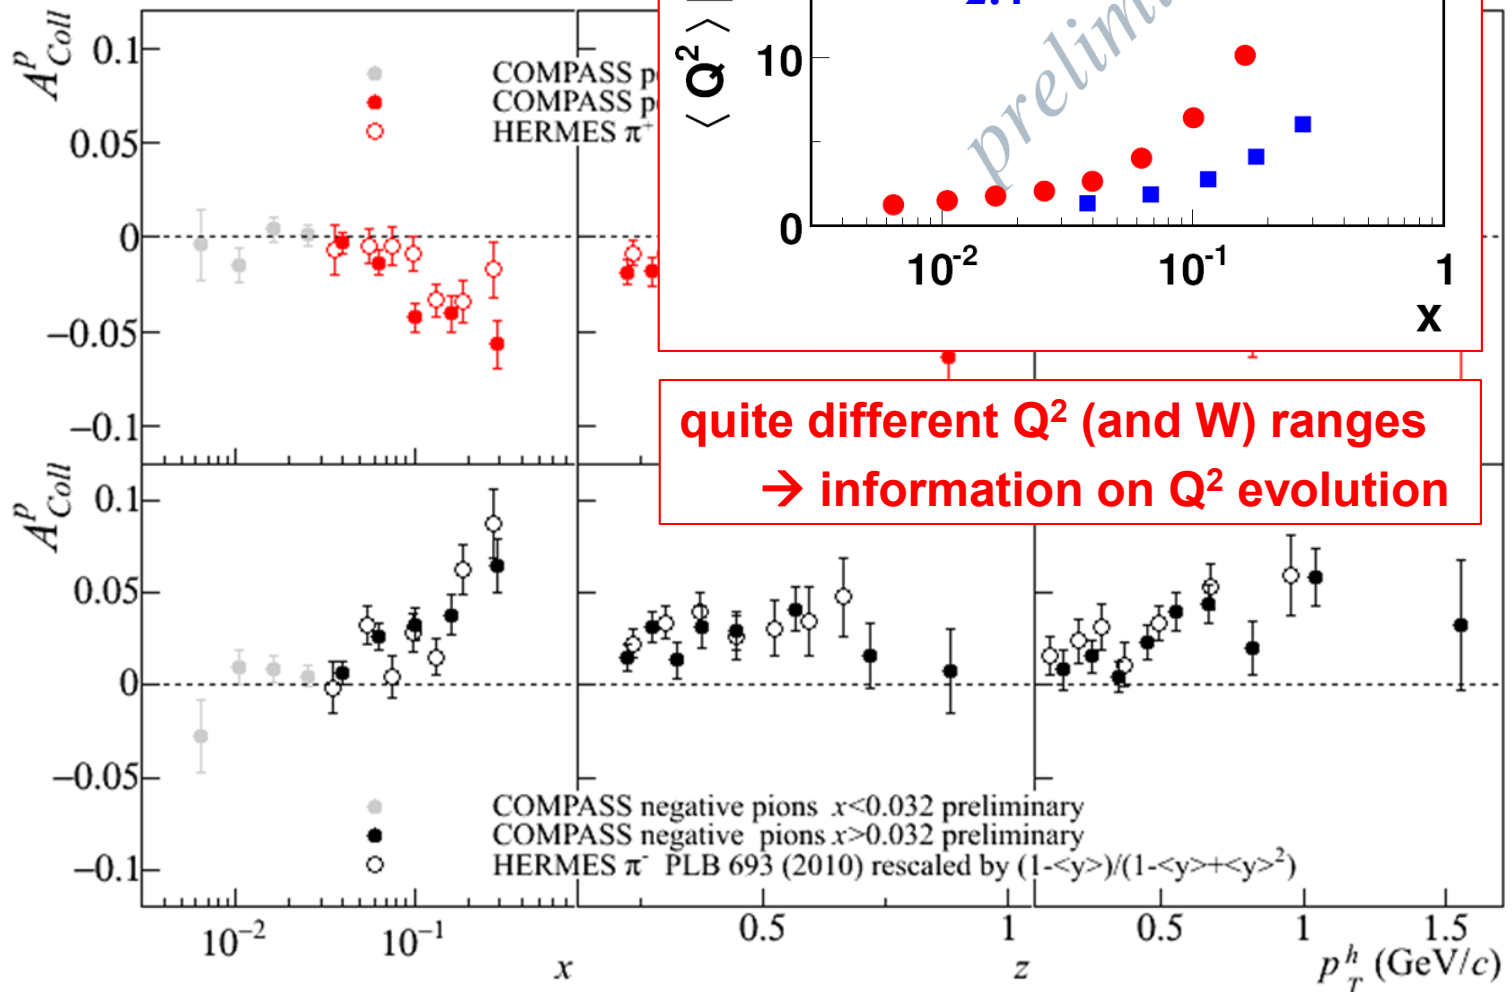 A^p_Coll
0.1
0.05
0
−0.05
−0.1
COMPASS
COMPASS
HERMES π⁺
⟨ Q² ⟩
10
0
10⁻²
10⁻¹
1
x
quite different Q² (and W) ranges
→ information on Q² evolution
A^p_Coll
0.1
0.05
0
−0.05
−0.1
COMPASS negative pions x<0.032 preliminary
COMPASS negative pions x>0.032 preliminary
HERMES π⁻ PLB 693 (2010) rescaled by (1-<y>)/(1-<y>+<y>²)
10⁻² 10⁻¹ 0.5 1 0.5 1 1.5
x z p_T^h (GeV/c)